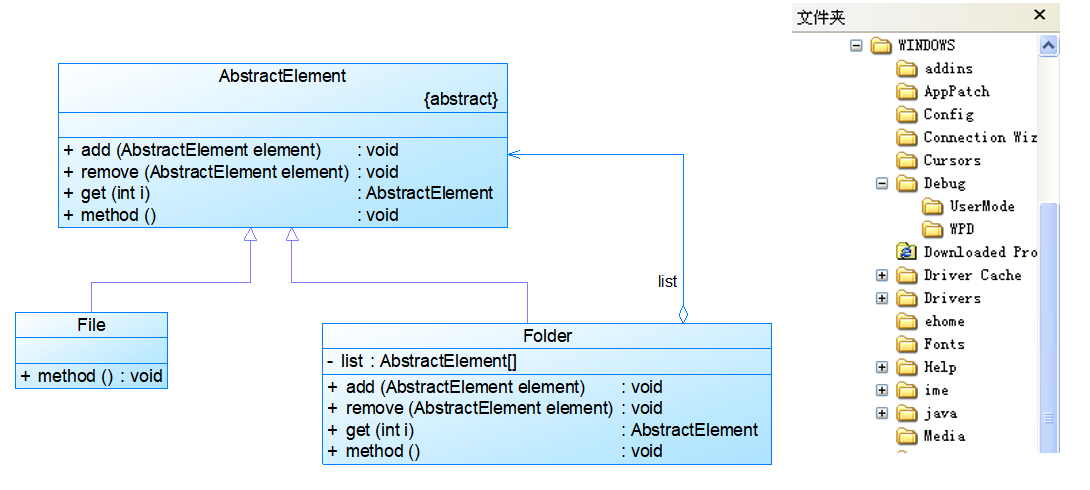 AbstractElement
{abstract}
+ add (AbstractElement element) : void
+ remove (AbstractElement element) : void
+ get (int i) : AbstractElement
+ method () : void
list
File
+ method () : void
Folder
- list : AbstractElement[]
+ add (AbstractElement element) : void
+ remove (AbstractElement element) : void
+ get (int i) : AbstractElement
+ method () : void
文件夹
WINDOWS
addins
AppPatch
Config
Connection Wiz
Cursors
Debug
UserMode
WPD
Downloaded Pro
Driver Cache
Drivers
ehome
Fonts
Help
ime
java
Media